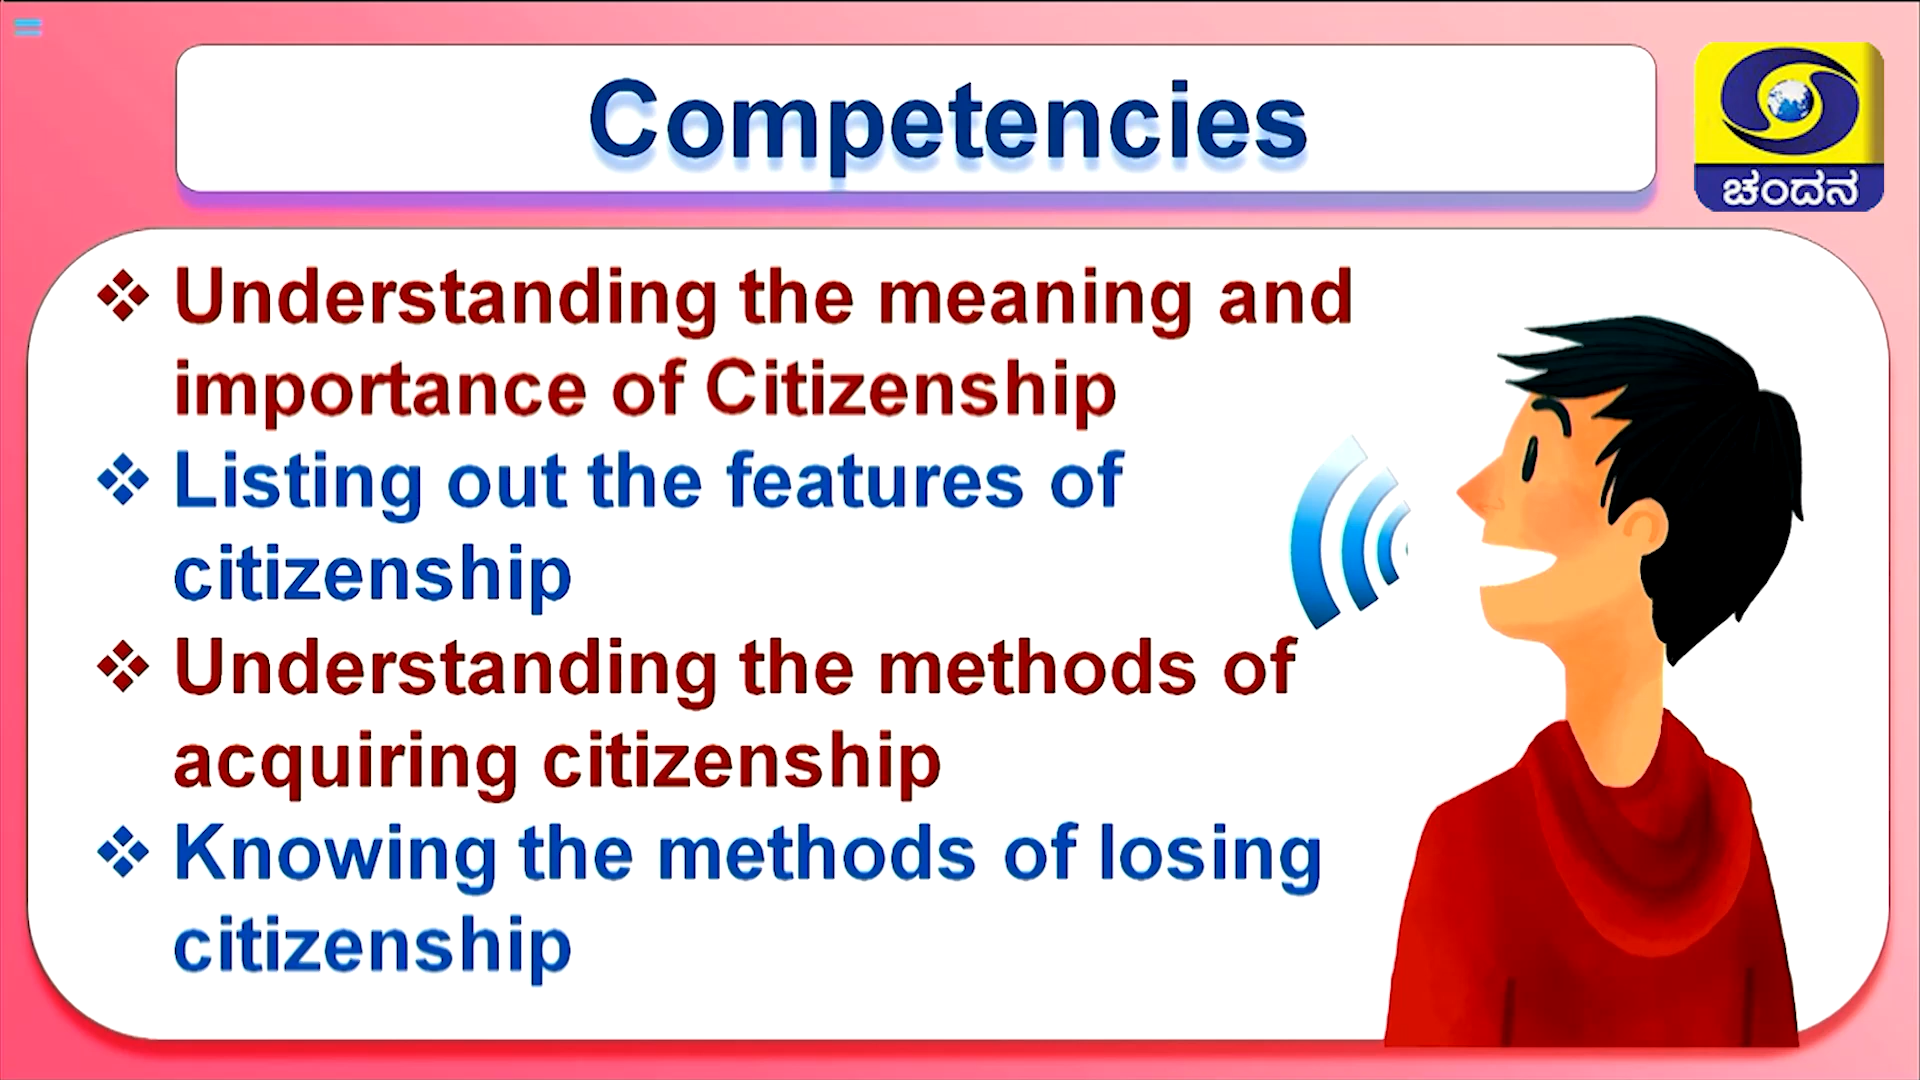 Competencies
ಚಂದನ
❖ Understanding the meaning and
importance of Citizenship
❖ Listing out the features of
citizenship
❖ Understanding the methods of
acquiring citizenship
❖ Knowing the methods of losing
citizenship